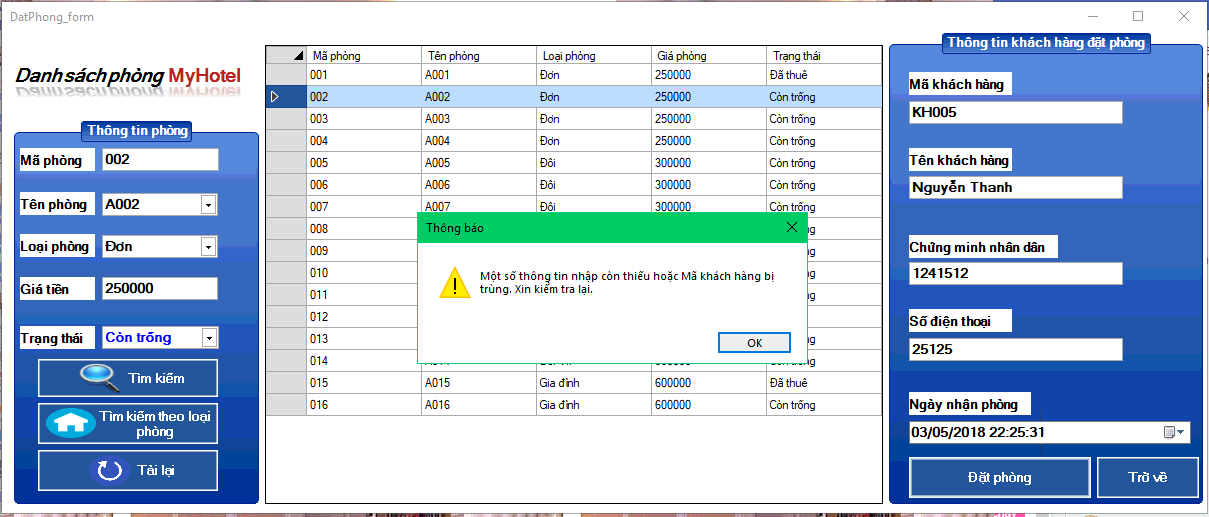 DatPhong_form
Danh sách phòng MyHotel
Thông tin phòng
Mã phòng 002
Tên phòng A002
Loại phòng Đơn
Giá tiền 250000
Trạng thái Còn trống
Tìm kiếm
Tìm kiếm theo loại
phòng
Tải lại
Mã phòng Tên phòng Loại phòng Giá phòng Trạng thái
001 A001 Đơn 250000 Đã thuê
002 A002 Đơn 250000 Còn trống
003 A003 Đơn 250000 Còn trống
004 A004 Đơn 250000 Còn trống
005 A005 Đôi 300000 Còn trống
006 A006 Đôi 300000 Còn trống
007 A007 Đôi 300000 Còn trống
008
009
010
011
012
013
014
015 A015 Gia đình 600000 Đã thuê
016 A016 Gia đình 600000 Còn trống
Thông báo
Một số thông tin nhập còn thiếu hoặc Mã khách hàng bị
trùng. Xin kiểm tra lại.
OK
Thông tin khách hàng đặt phòng
Mã khách hàng
KH005
Tên khách hàng
Nguyễn Thanh
Chứng minh nhân dân
1241512
Số điện thoại
25125
Ngày nhận phòng
03/05/2018 22:25:31
Đặt phòng
Trở về